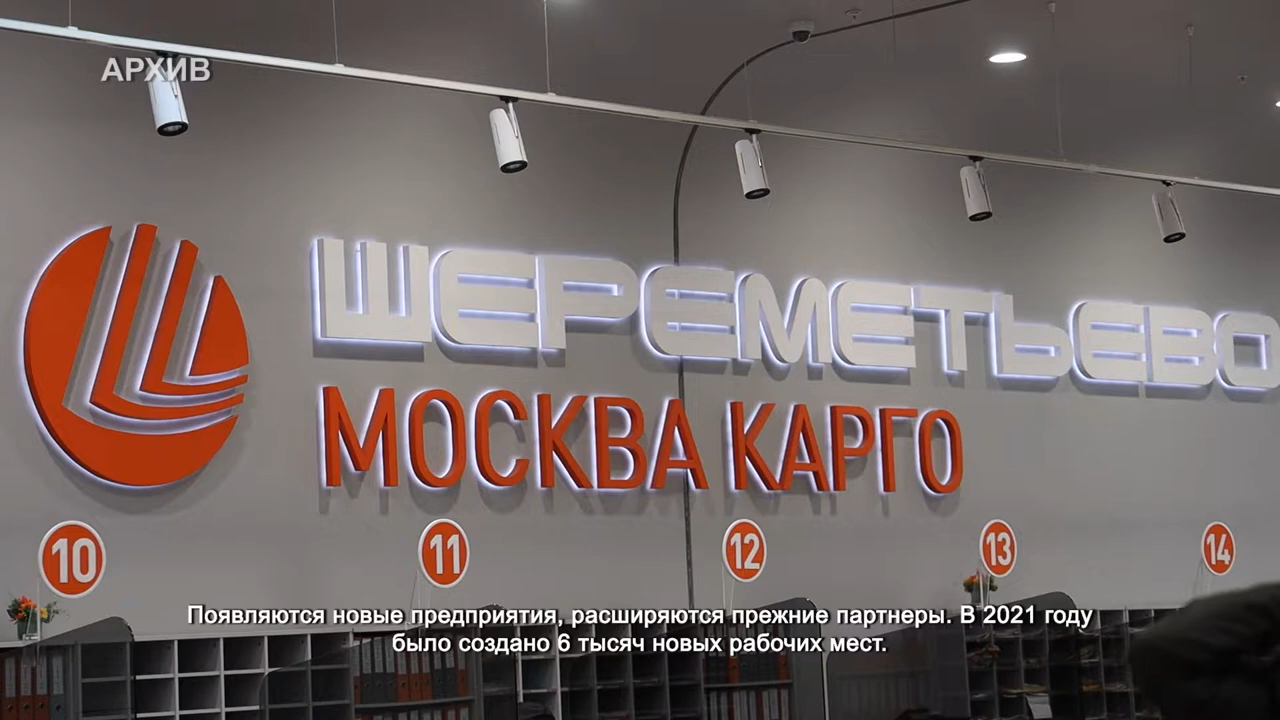 АРХИВ
ШЕРЕМЕТЬЕВО
МОСКВА КАРГО
10 11 12 13 14
Появляются новые предприятия, расширяются прежние партнеры. В 2021 году
было создано 6 тысяч новых рабочих мест.